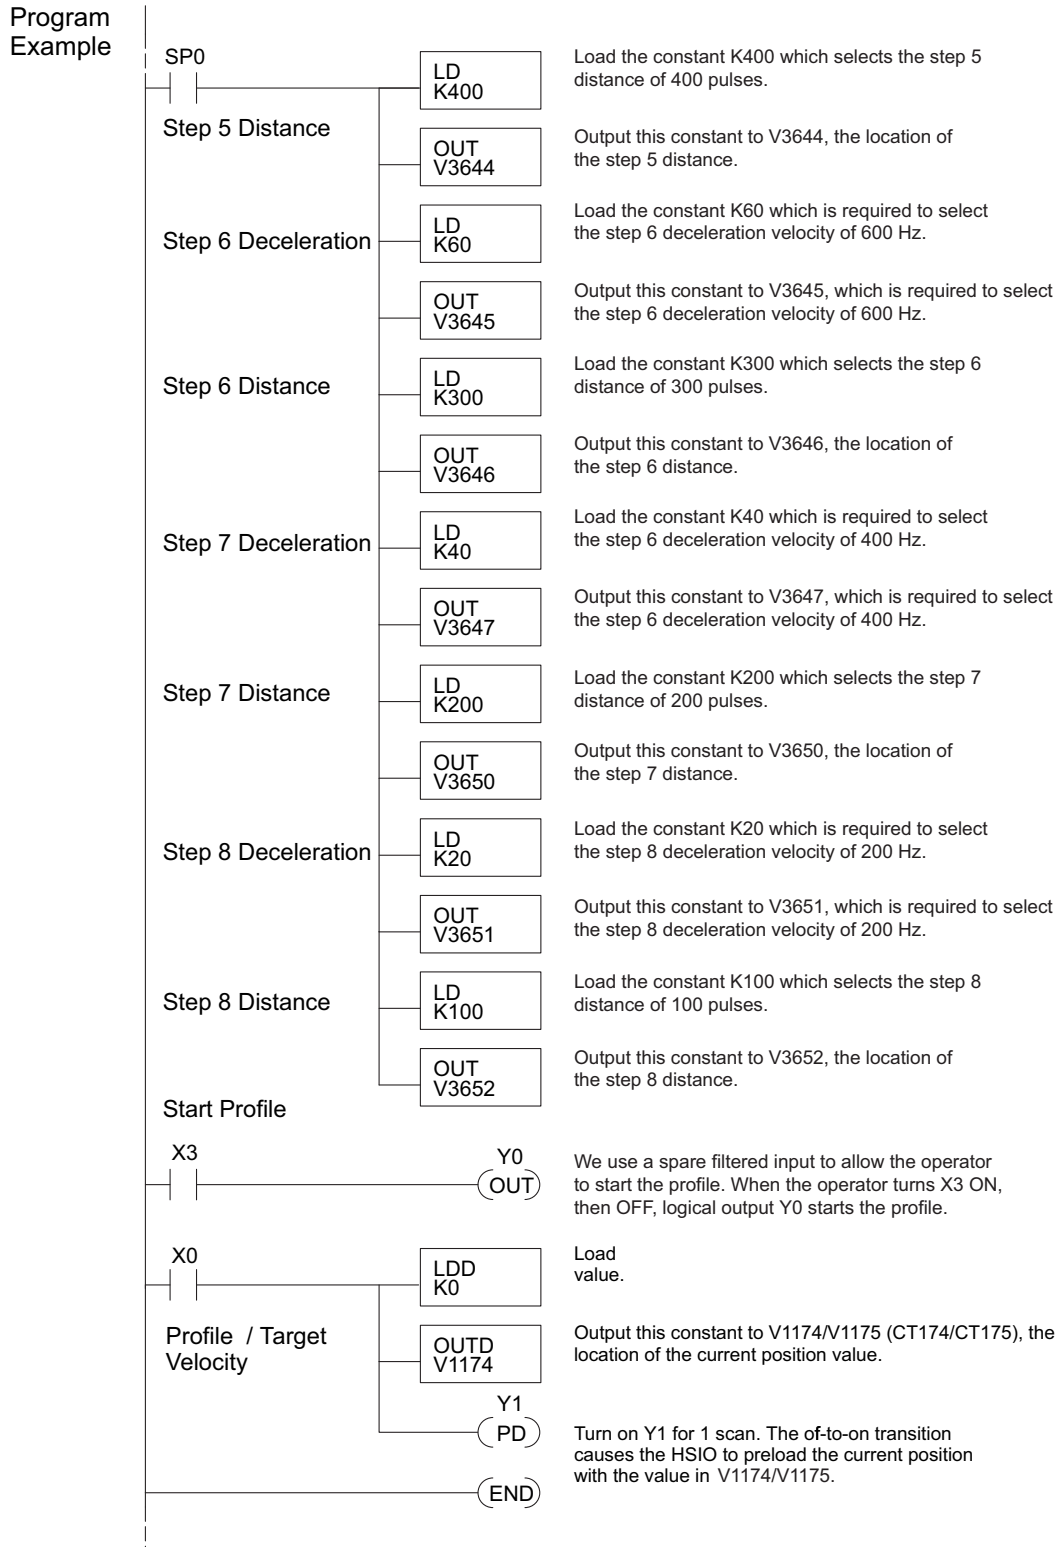 Program
Example
SP0
LD
K400
Load the constant K400 which selects the step 5
distance of 400 pulses.
Step 5 Distance
OUT
V3644
Output this constant to V3644, the location of
the step 5 distance.
Step 6 Deceleration
LD
K60
Load the constant K60 which is required to select
the step 6 deceleration velocity of 600 Hz.
OUT
V3645
Output this constant to V3645, which is required to select
the step 6 deceleration velocity of 600 Hz.
Step 6 Distance
LD
K300
Load the constant K300 which selects the step 6
distance of 300 pulses.
OUT
V3646
Output this constant to V3646, the location of
the step 6 distance.
Step 7 Deceleration
LD
K40
Load the constant K40 which is required to select
the step 6 deceleration velocity of 400 Hz.
OUT
V3647
Output this constant to V3647, which is required to select
the step 6 deceleration velocity of 400 Hz.
Step 7 Distance
LD
K200
Load the constant K200 which selects the step 7
distance of 200 pulses.
OUT
V3650
Output this constant to V3650, the location of
the step 7 distance.
Step 8 Deceleration
LD
K20
Load the constant K20 which is required to select
the step 8 deceleration velocity of 200 Hz.
OUT
V3651
Output this constant to V3651, which is required to select
the step 8 deceleration velocity of 200 Hz.
Step 8 Distance
LD
K100
Load the constant K100 which selects the step 8
distance of 100 pulses.
OUT
V3652
Output this constant to V3652, the location of
the step 8 distance.
Start Profile
X3
Y0
OUT
We use a spare filtered input to allow the operator
to start the profile. When the operator turns X3 ON,
then OFF, logical output Y0 starts the profile.
X0
LDD
K0
Load
value.
Profile / Target
Velocity
OUTD
V1174
Output this constant to V1174/V1175 (CT174/CT175), the
location of the current position value.
Y1
PD
Turn on Y1 for 1 scan. The of-to-on transition
causes the HSIO to preload the current position
with the value in V1174/V1175.
END